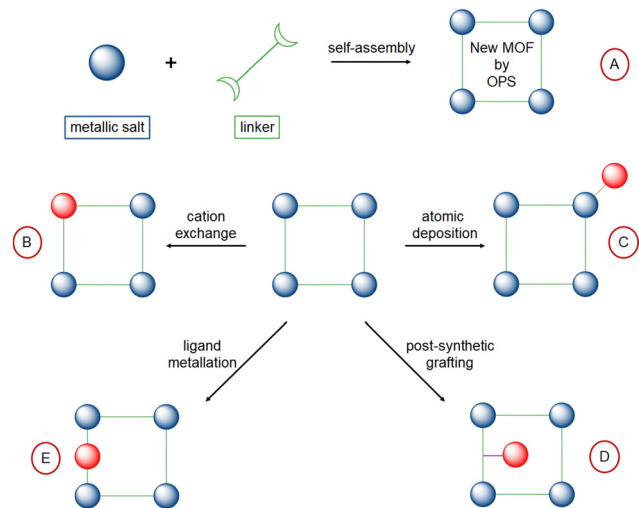 self-assembly
New MOF
by
OPS
A
+
metallic salt
linker
B
cation
exchange
atomic
deposition
C
ligand
metallation
post-synthetic
grafting
E
D